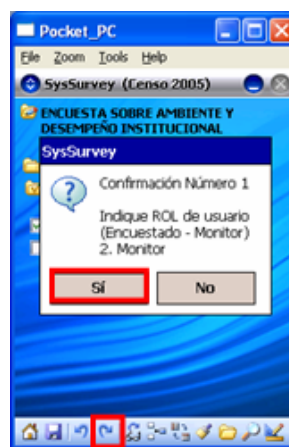 Pocket_PC
File Zoom Tools Help
SysSurvey (Censo 2005)
ENCUESTA SOBRE AMBIENTE Y
DESEMPEÑO INSTITUCIONAL
SysSurvey
Confirmación Número 1
Indique ROL de usuario
(Encuestado - Monitor)
2. Monitor
Sí No